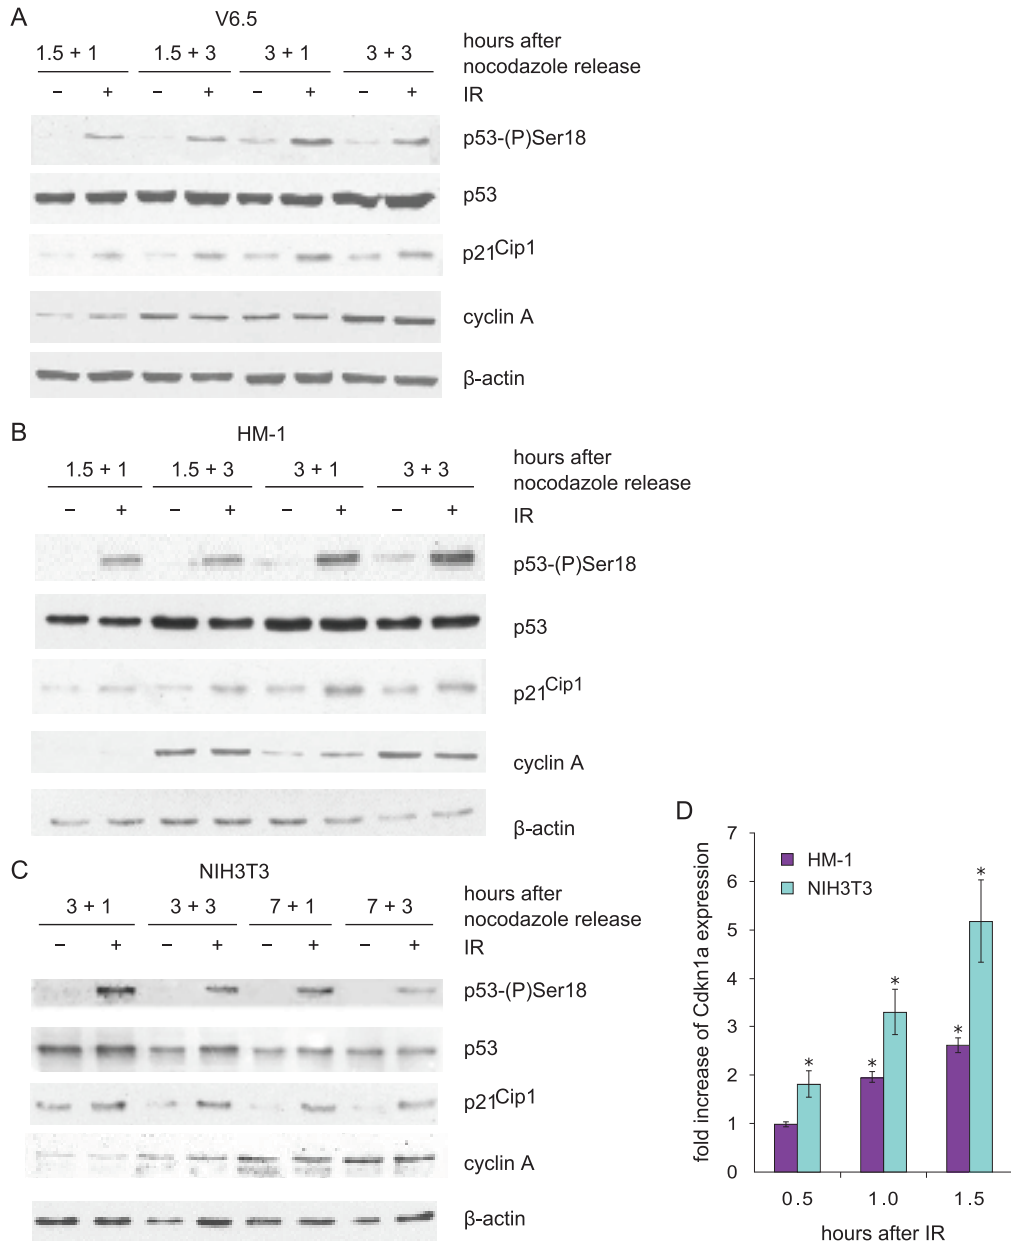 A
V6.5
1.5 + 1 1.5 + 3 3 + 1 3 + 3 hours after
nocodazole release
– + – + – + – + IR
p53-(P)Ser18
p53
p21Cip1
cyclin A
β-actin
B
HM-1
1.5 + 1 1.5 + 3 3 + 1 3 + 3 hours after
nocodazole release
– + – + – + – + IR
p53-(P)Ser18
p53
p21Cip1
cyclin A
β-actin
C
NIH3T3
3 + 1 3 + 3 7 + 1 7 + 3 hours after
nocodazole release
– + – + – + – + IR
p53-(P)Ser18
p53
p21Cip1
cyclin A
β-actin
D
fold increase of Cdkn1a expression
7
6
5
4
3
2
1
0
HM-1
NIH3T3
* * * * *
0.5 1.0 1.5
hours after IR